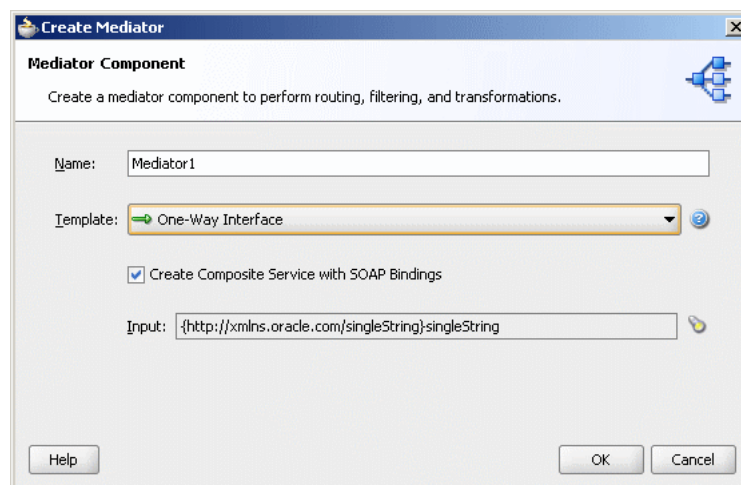 Create Mediator
Mediator Component
Create a mediator component to perform routing, filtering, and transformations.
Name: Mediator1
Template: One-Way Interface
Create Composite Service with SOAP Bindings
Input: {http://xmlns.oracle.com/singleString}singleString
Help OK Cancel